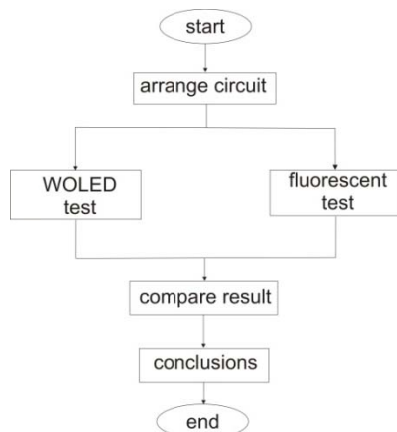 start
arrange circuit
WOLED
test
fluorescent
test
compare result
conclusions
end